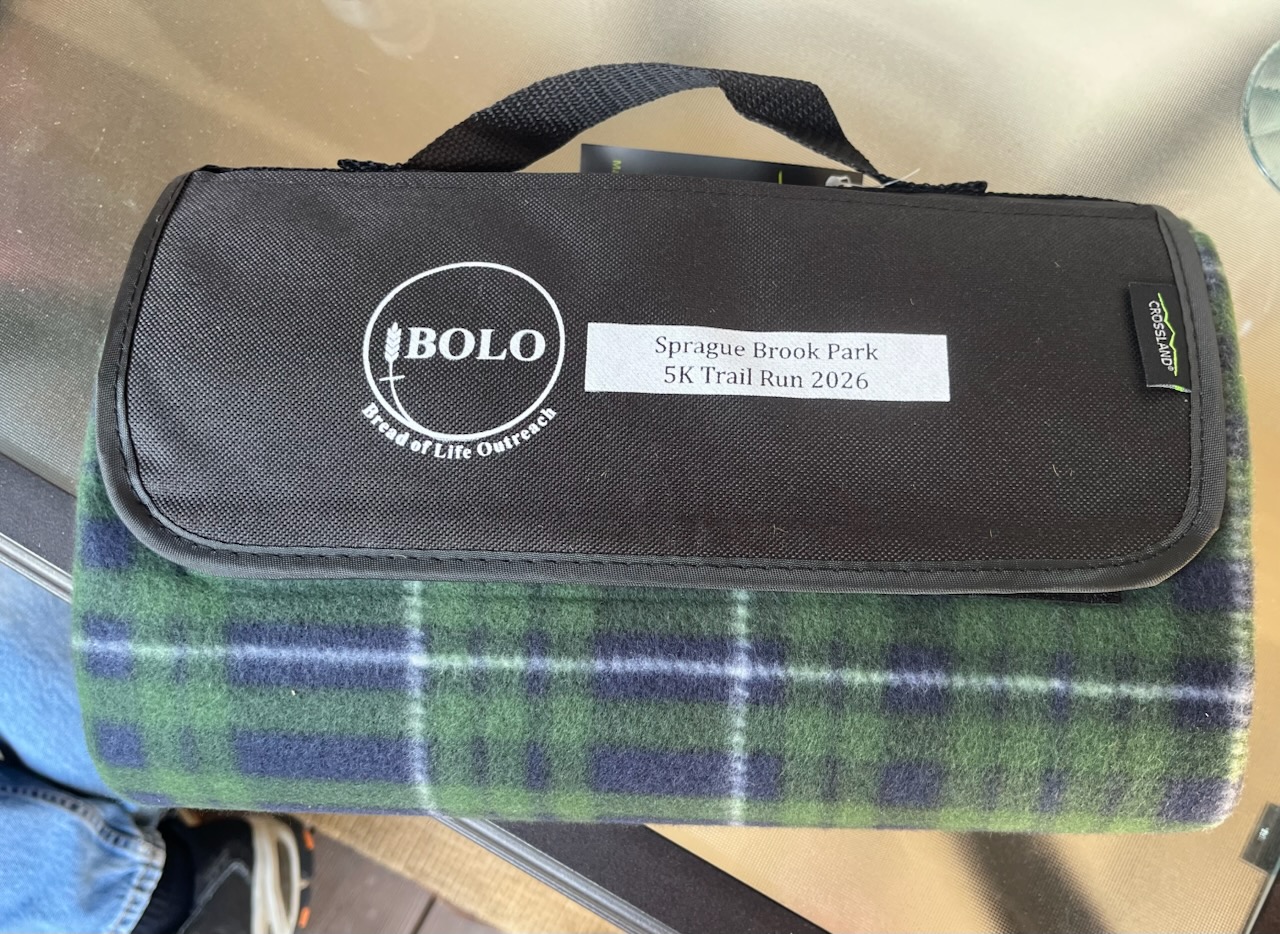 BOLO
Bread of Life Outreach
Sprague Brook Park
5K Trail Run 2026
CROSSLAND®